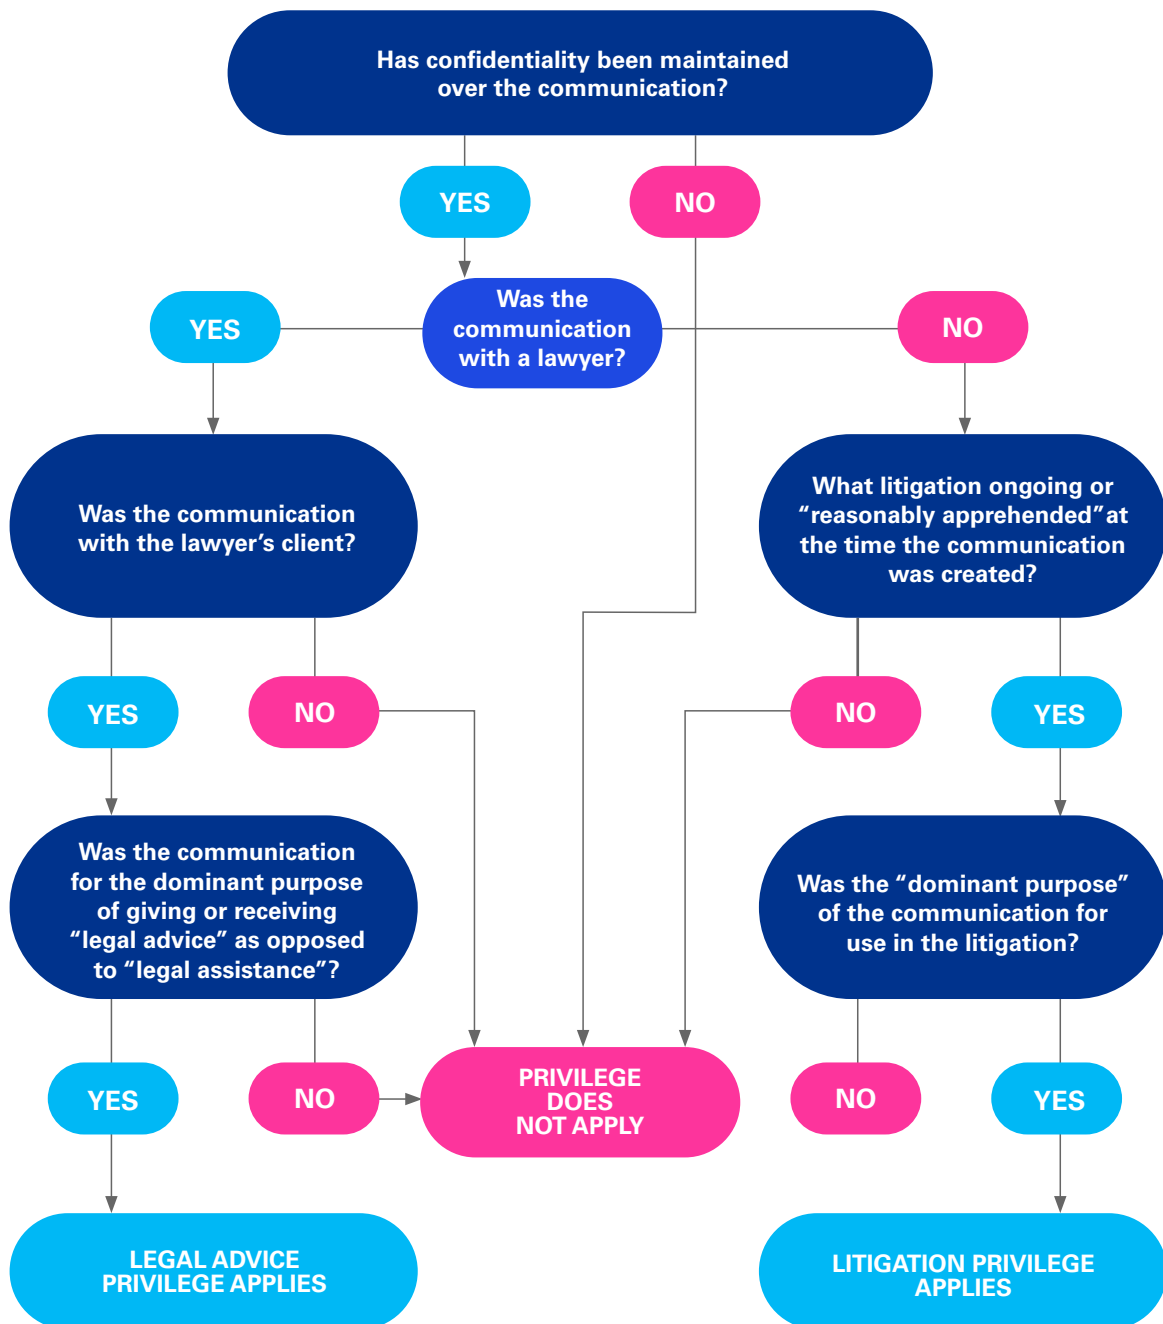 Has confidentiality been maintained
over the communication?
YES
NO
Was the
communication
with a lawyer?
YES
NO
Was the communication
with the lawyer’s client?
What litigation ongoing or
“reasonably apprehended” at
the time the communication
was created?
YES
NO
NO
YES
Was the communication
for the dominant purpose
of giving or receiving
“legal advice” as opposed
to “legal assistance”?
Was the “dominant purpose”
of the communication for
use in the litigation?
YES
NO
PRIVILEGE
DOES
NOT APPLY
NO
YES
LEGAL ADVICE
PRIVILEGE APPLIES
LITIGATION PRIVILEGE
APPLIES